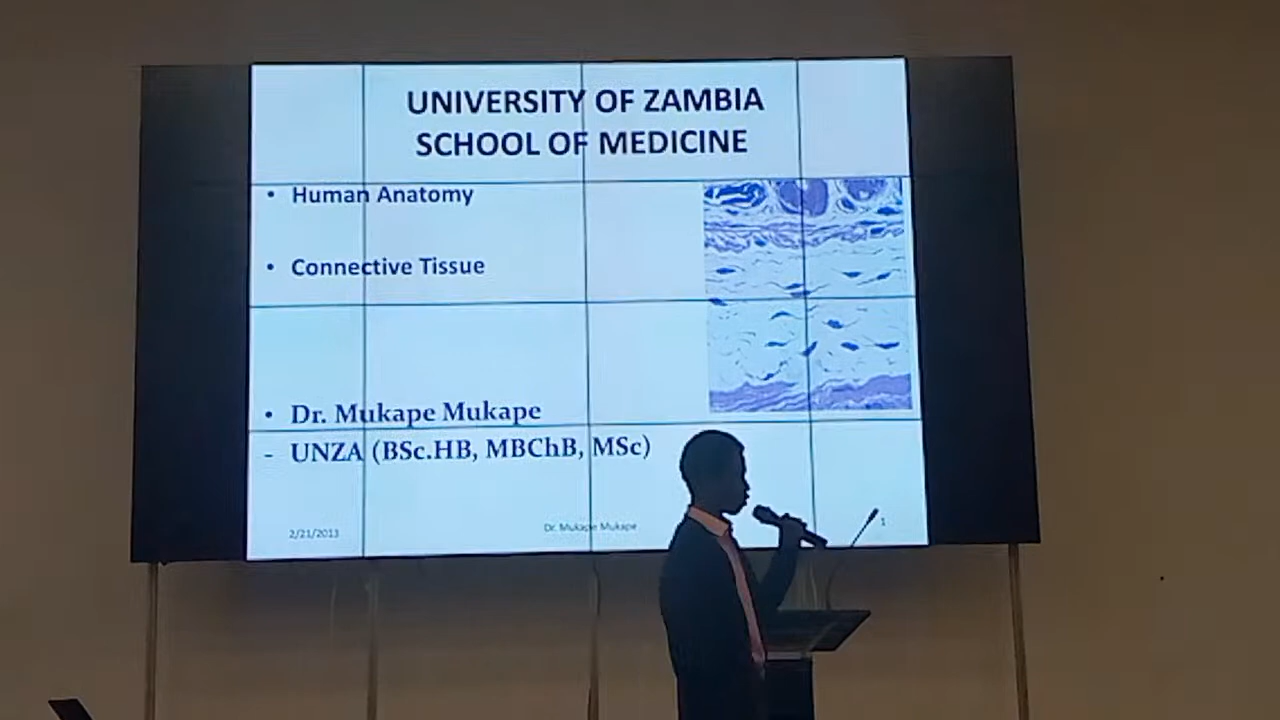 UNIVERSITY OF ZAMBIA
SCHOOL OF MEDICINE
• Human Anatomy
• Connective Tissue
• Dr. Mukape Mukape
- UNZA (BSc.HB, MBChB, MSc)
2/21/2013 Dr. Mukape Mukape 1